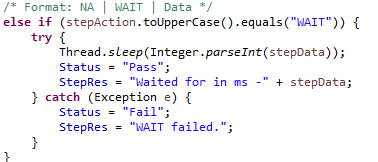 /* Format: NA | WAIT | Data */
else if (stepAction.toUpperCase().equals("WAIT")) {
try {
Thread.sleep(Integer.parseInt(stepData));
Status = "Pass";
StepRes = "Waited for in ms -" + stepData;
} catch (Exception e) {
Status = "Fail";
StepRes = "WAIT failed.";
}
}